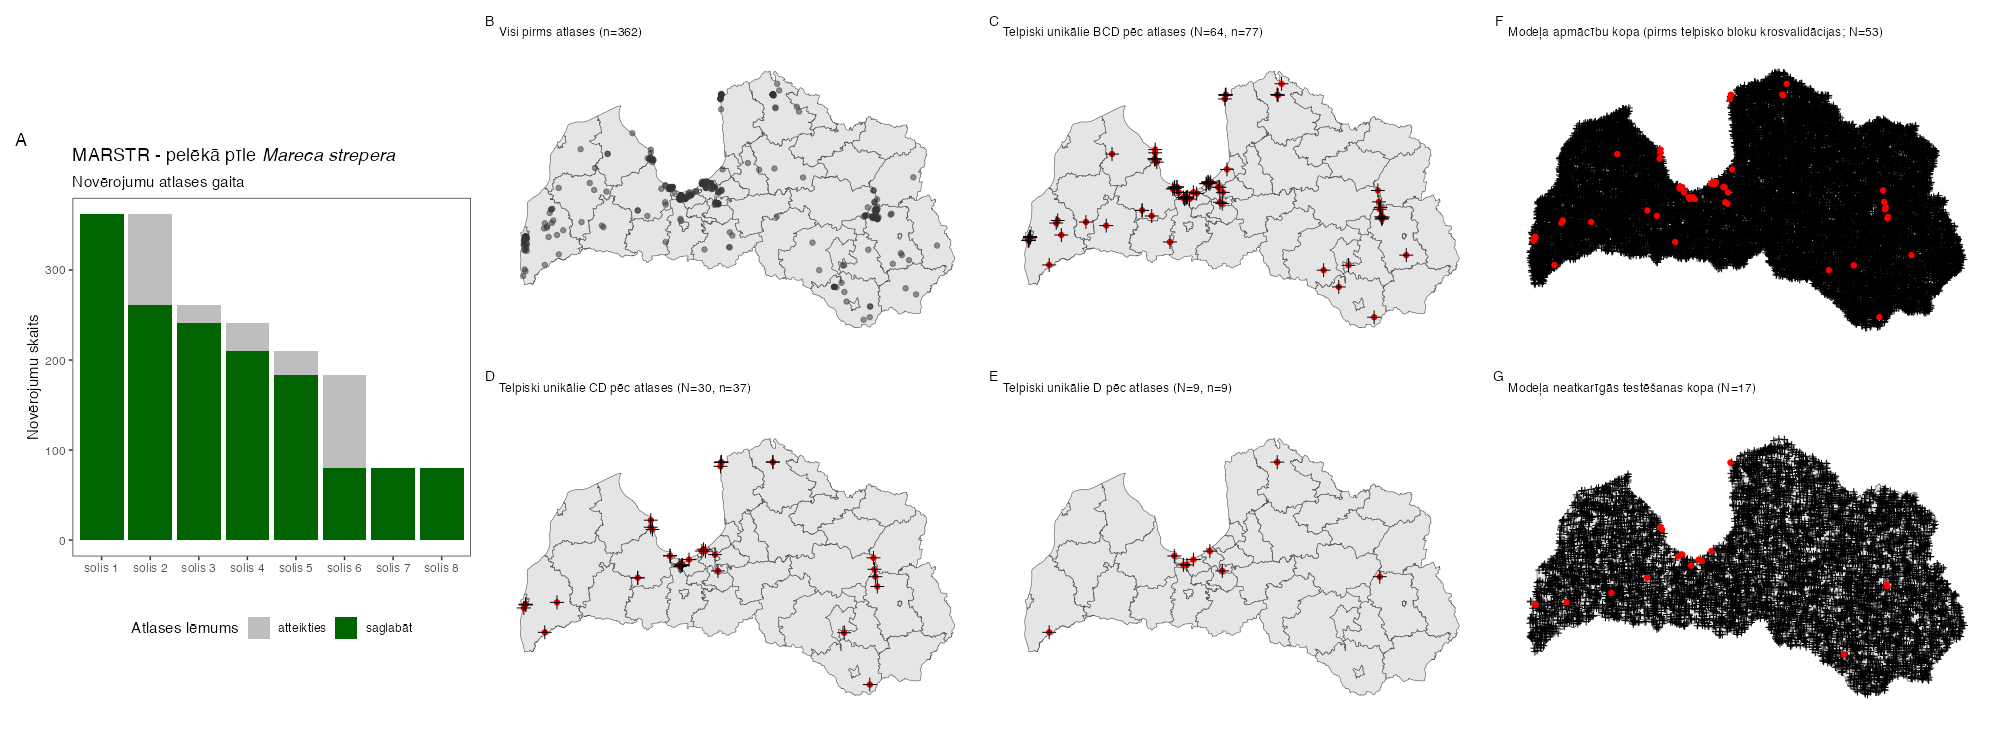 A
MARSTR - pelēkā pīle Mareca strepera
Novērojumu atlases gaita
Novērojumu skaits
300
200
100
0
solis 1
solis 2
solis 3
solis 4
solis 5
solis 6
solis 7
solis 8
Atlases lēmums
atteikties
saglabāt
B
Visi pirms atlases (n=362)
C
Telpiski unikālie BCD pēc atlases (N=64, n=77)
F
Modeļa apmācību kopa (pirms telpisko bloku krosvalidācijas; N=53)
D
Telpiski unikālie CD pēc atlases (N=30, n=37)
E
Telpiski unikālie D pēc atlases (N=9, n=9)
G
Modeļa neatkarīgās testēšanas kopa (N=17)